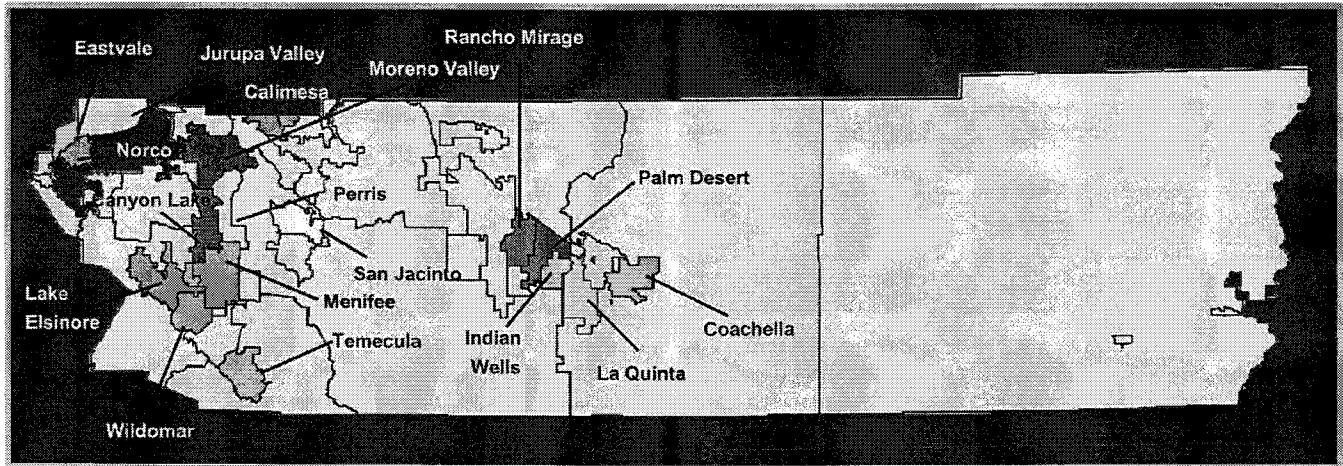 Rancho Mirage
Eastvale
Jurupa Valley
Moreno Valley
Calimesa
Norco
Palm Desert
Canyon Lake
Perris
San Jacinto
Lake
Elsinore
Menifee
Coachella
Temecula
Indian
Wells
La Quinta
Wildomar